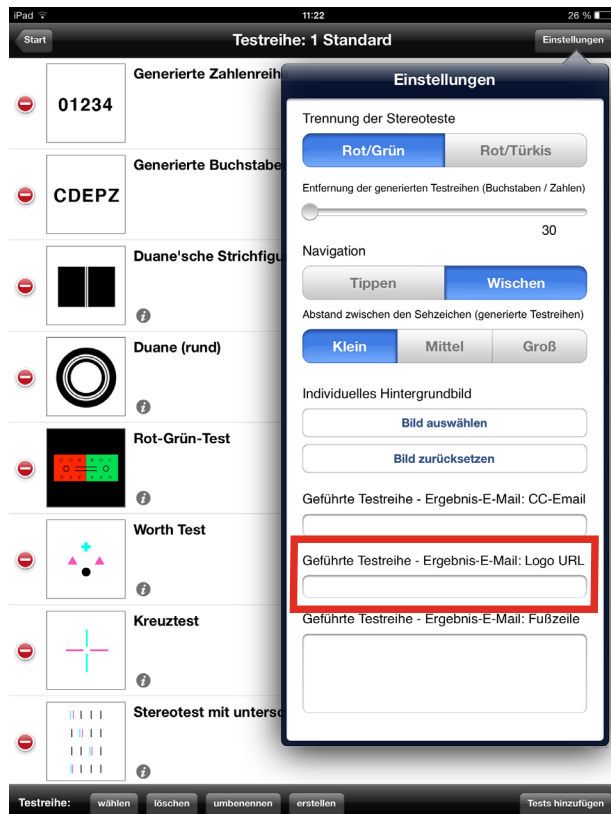 iPad 11:22 26 %
Start Testreihe: 1 Standard Einstellungen
Generierte Zahlenreih
01234
Generierte Buchstabe
CDEPZ
Duane'sche Strichfigu
Duane (rund)
Rot-Grün-Test
Worth Test
Kreuztest
Stereotest mit untersc
Einstellungen
Trennung der Stereoteste
Rot/Grün Rot/Türkis
Entfernung der generierten Testreihen (Buchstaben / Zahlen)
30
Navigation
Tippen Wischen
Abstand zwischen den Sehzeichen (generierte Testreihen)
Klein Mittel Groß
Individuelles Hintergrundbild
Bild auswählen
Bild zurücksetzen
Geführte Testreihe - Ergebnis-E-Mail: CC-Email
Geführte Testreihe - Ergebnis-E-Mail: Logo URL
Geführte Testreihe - Ergebnis-E-Mail: Fußzeile
Testreihe: wählen löschen umbenennen erstellen Tests hinzufügen